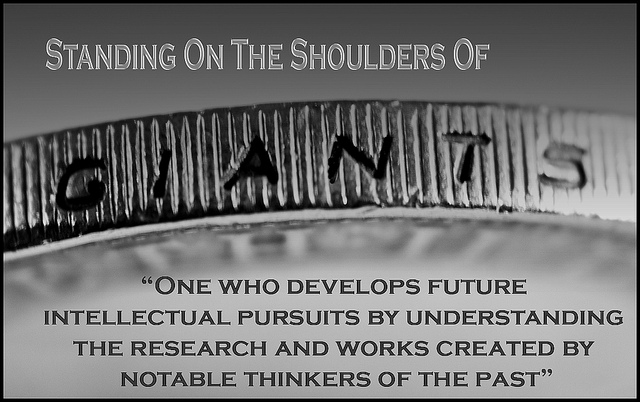 Standing On The Shoulders Of
GIANTS
“One who develops future
intellectual pursuits by understanding
the research and works created by
notable thinkers of the past”